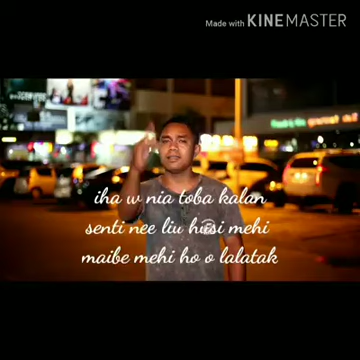 Made with KINEMASTER
iha w nia toba kalan
senti nee liu husi mehi
maibe mehi ho o lalatak